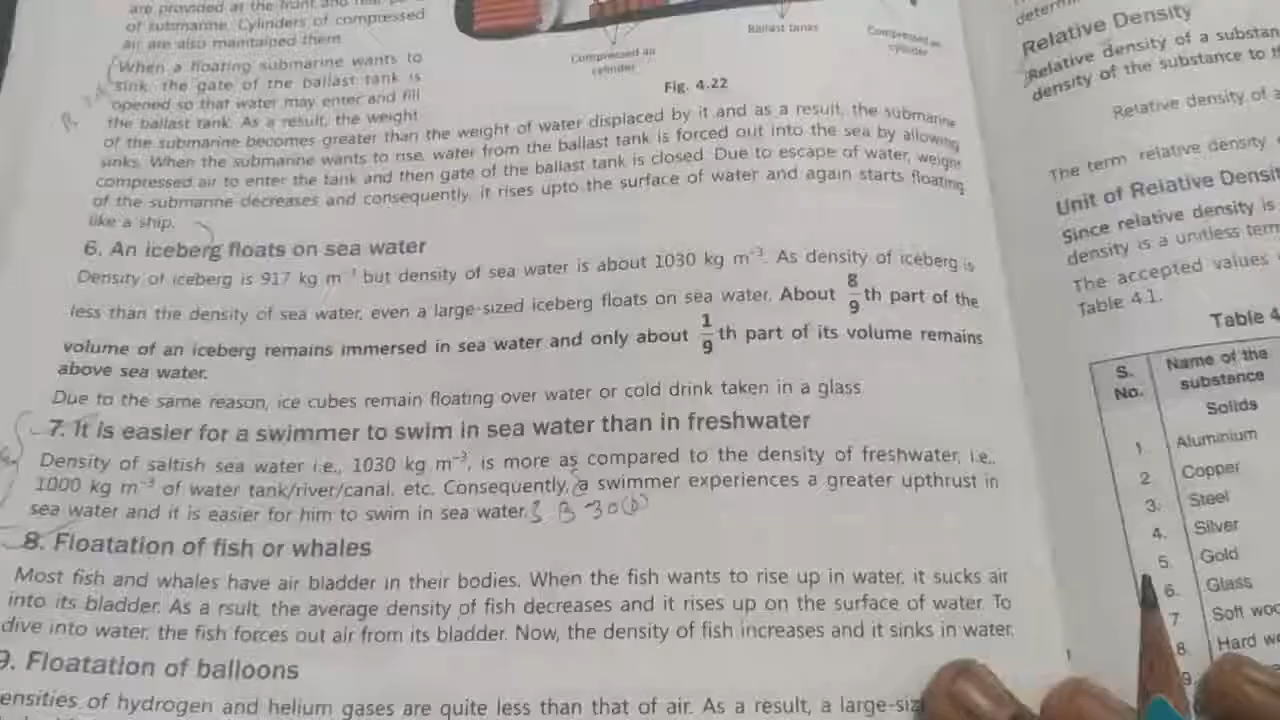 are provided at the front and
of submarine. Cylinders of compressed
air are also maintained there.
When a floating submarine wants to
sink, the gate of the ballast tank is
opened so that water may enter and fill
the ballast tank. As a result, the weight
of the submarine becomes greater than the weight of water displaced by it and as a result, the submarine
sinks. When the submarine wants to rise, water from the ballast tank is forced out into the sea by allowing
compressed air to enter the tank and then gate of the ballast tank is closed. Due to escape of water, weight
of the submarine decreases and consequently, it rises upto the surface of water and again starts floating
like a ship.
Compressed air
cylinder
Ballast tanks
Compressed air
cylinder
Fig. 4.22
6. An iceberg floats on sea water
Density of iceberg is 917 kg m⁻³ but density of sea water is about 1030 kg m⁻³. As density of iceberg is
less than the density of sea water, even a large-sized iceberg floats on sea water. About 8/9 th part of the
volume of an iceberg remains immersed in sea water and only about 1/9 th part of its volume remains
above sea water.
Due to the same reason, ice cubes remain floating over water or cold drink taken in a glass.
7. It is easier for a swimmer to swim in sea water than in freshwater
Density of saltish sea water i.e., 1030 kg m⁻³, is more as compared to the density of freshwater, i.e.,
1000 kg m⁻³ of water tank/river/canal, etc. Consequently, a swimmer experiences a greater upthrust in
sea water and it is easier for him to swim in sea water. B 30(b)
8. Floatation of fish or whales
Most fish and whales have air bladder in their bodies. When the fish wants to rise up in water, it sucks air
into its bladder. As a rsult, the average density of fish decreases and it rises up on the surface of water. To
dive into water, the fish forces out air from its bladder. Now, the density of fish increases and it sinks in water.
9. Floatation of balloons
ensities of hydrogen and helium gases are quite less than that of air. As a result, a large-siz
determ
Relative Density
Relative density of a substan
density of the substance to th
Relative density of a
The term relative density
Unit of Relative Densit
Since relative density is
density is a unitless term
The accepted values
Table 4.1.
Table 4
S. No. Name of the substance
Solids
1. Aluminium
2 Copper
3. Steel
4. Silver
5. Gold
6. Glass
7 Soft woo
8. Hard wo
9.